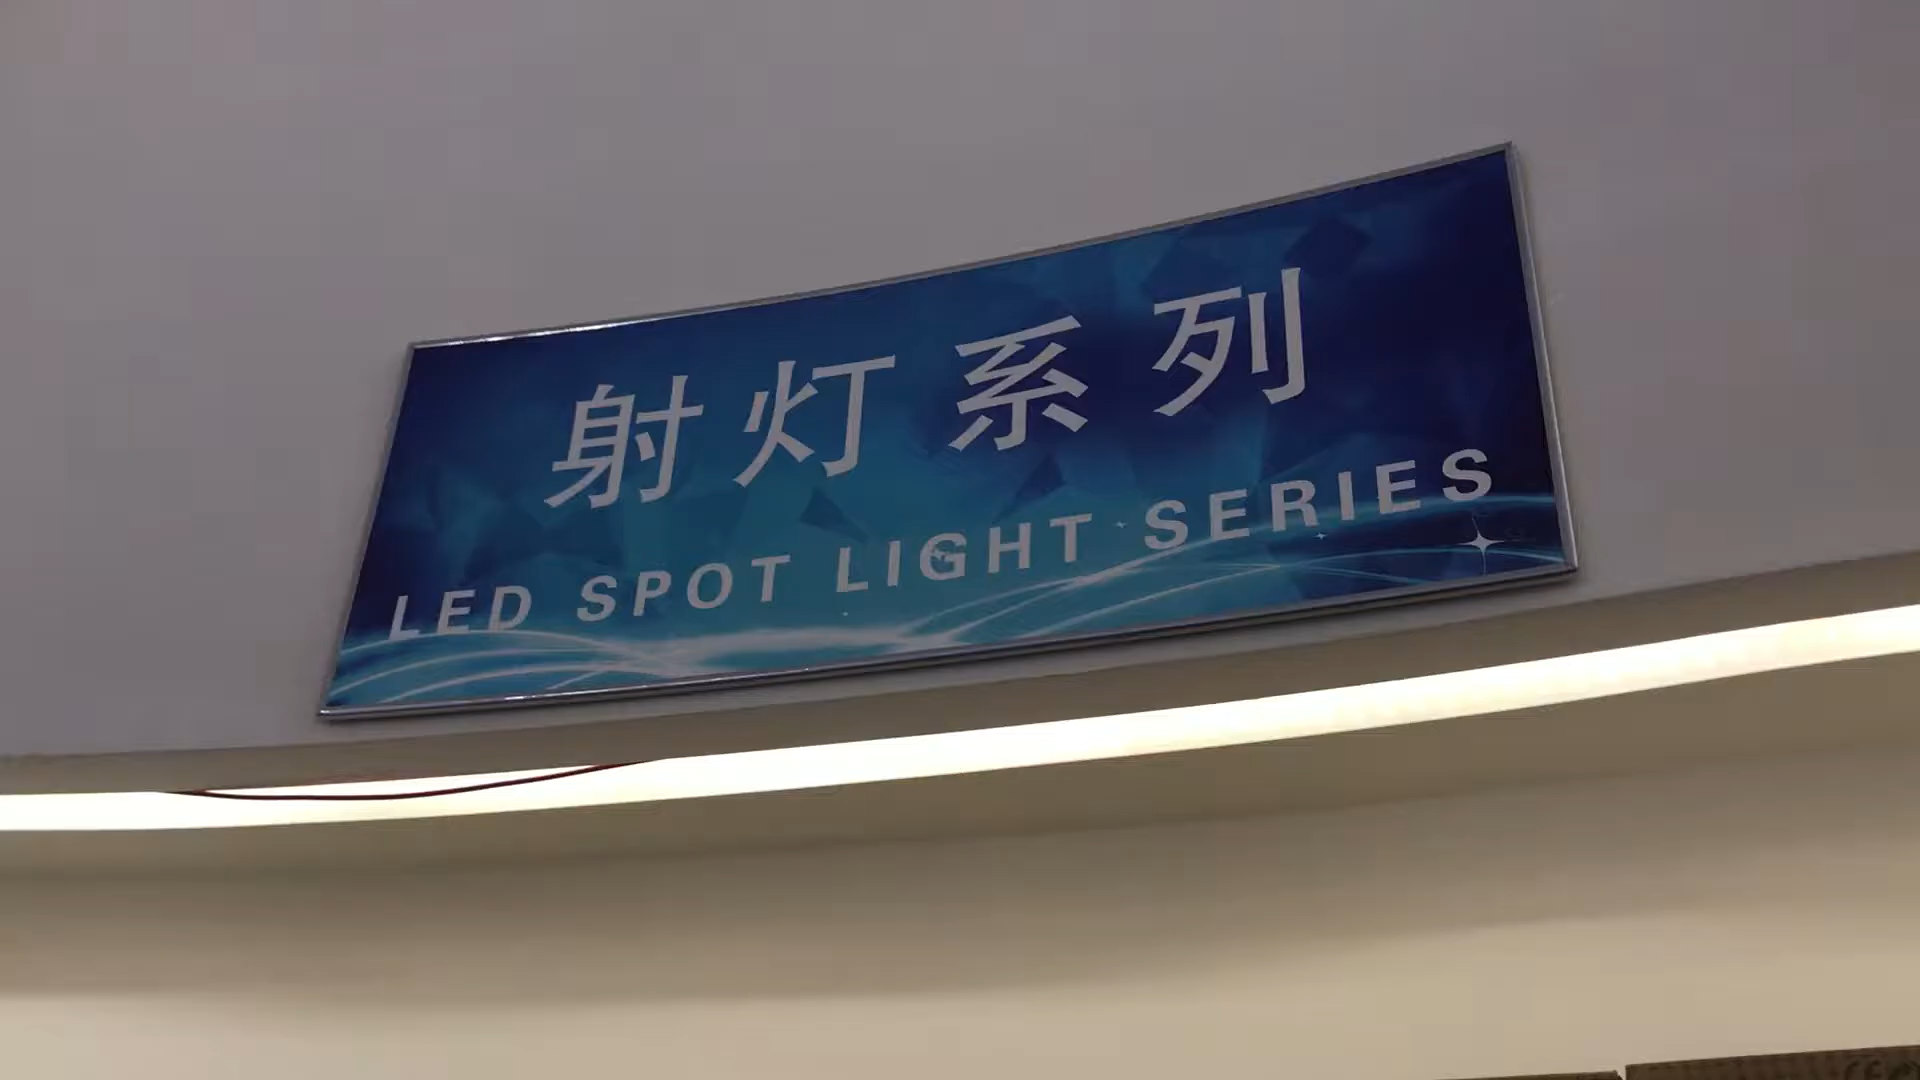 射灯系列
LED SPOT LIGHT SERIES